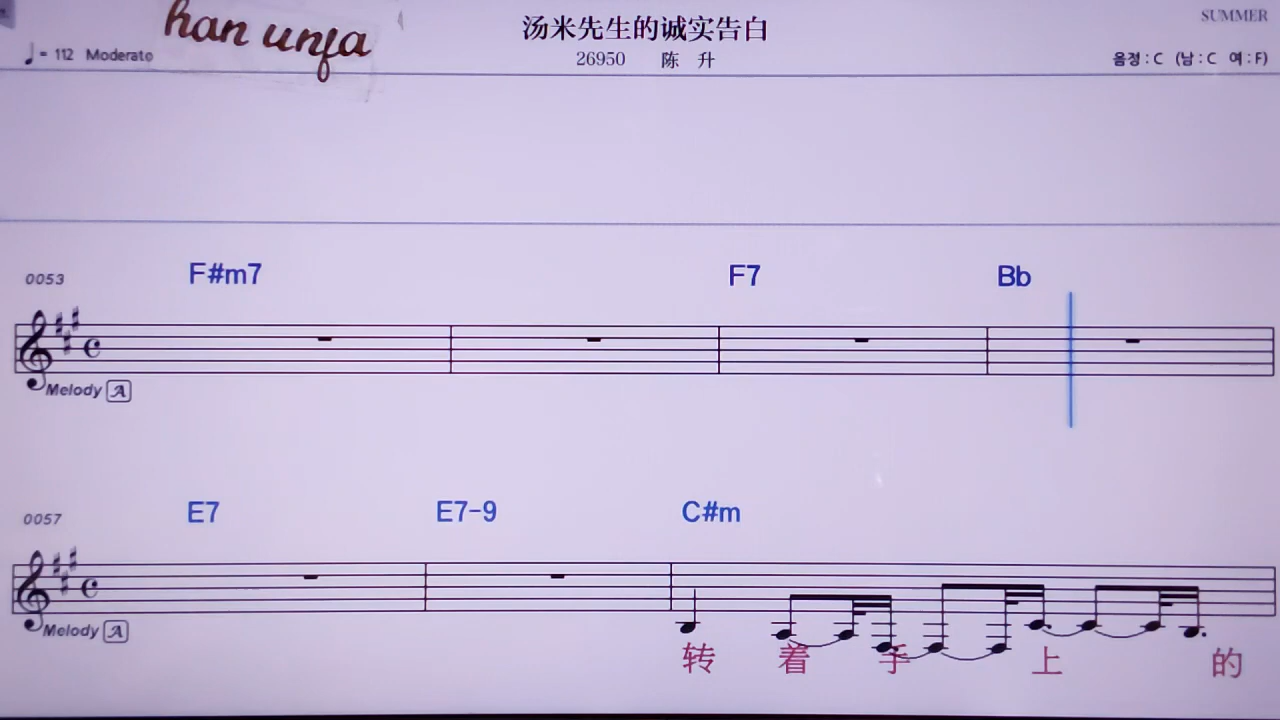 han unja
汤米先生的诚实告白
SUMMER
♩= 112 Moderato
26950 陈 升
음정 : C (남 : C 여 : F)
0053
F#m7 F7 Bb
Melody A
0057
E7 E7-9 C#m
Melody A
转 着 手 上 的